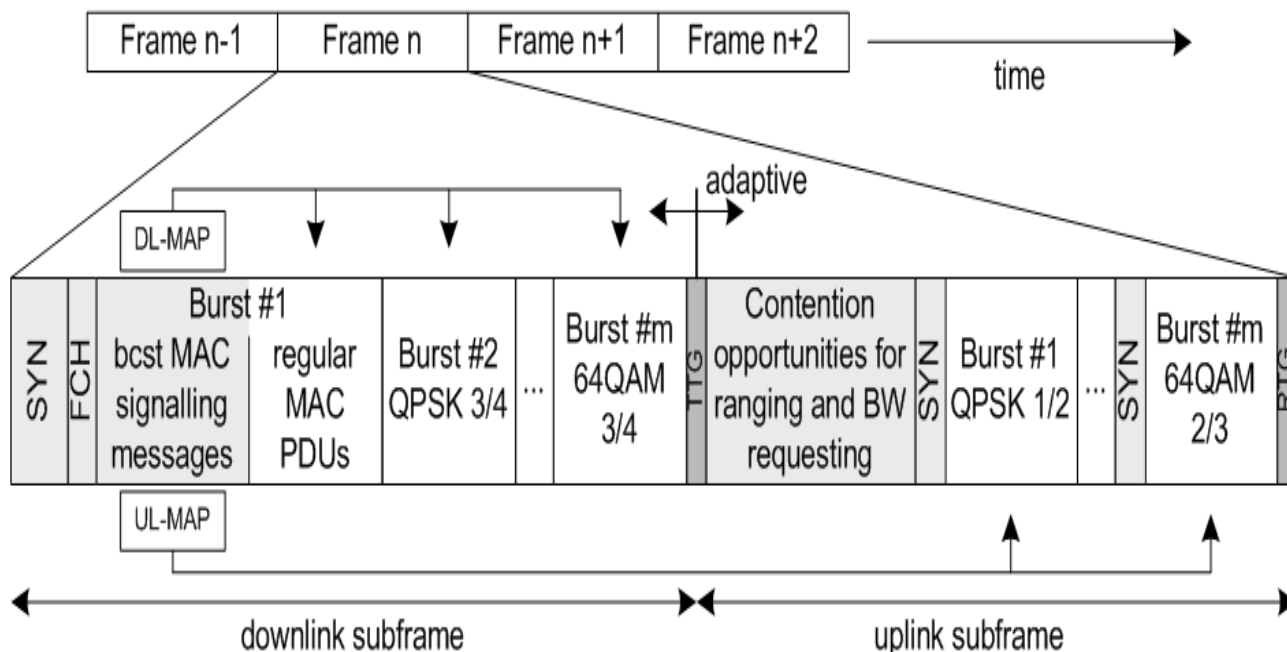 Frame n-1
Frame n
Frame n+1
Frame n+2
time
adaptive
DL-MAP
SYN
FCH
Burst #1
bcst MAC
signalling
messages
regular
MAC
PDUs
Burst #2
QPSK 3/4
...
Burst #m
64QAM
3/4
TTG
Contention
opportunities for
ranging and BW
requesting
SYN
Burst #1
QPSK 1/2
...
SYN
Burst #m
64QAM
2/3
RTG
UL-MAP
downlink subframe
uplink subframe